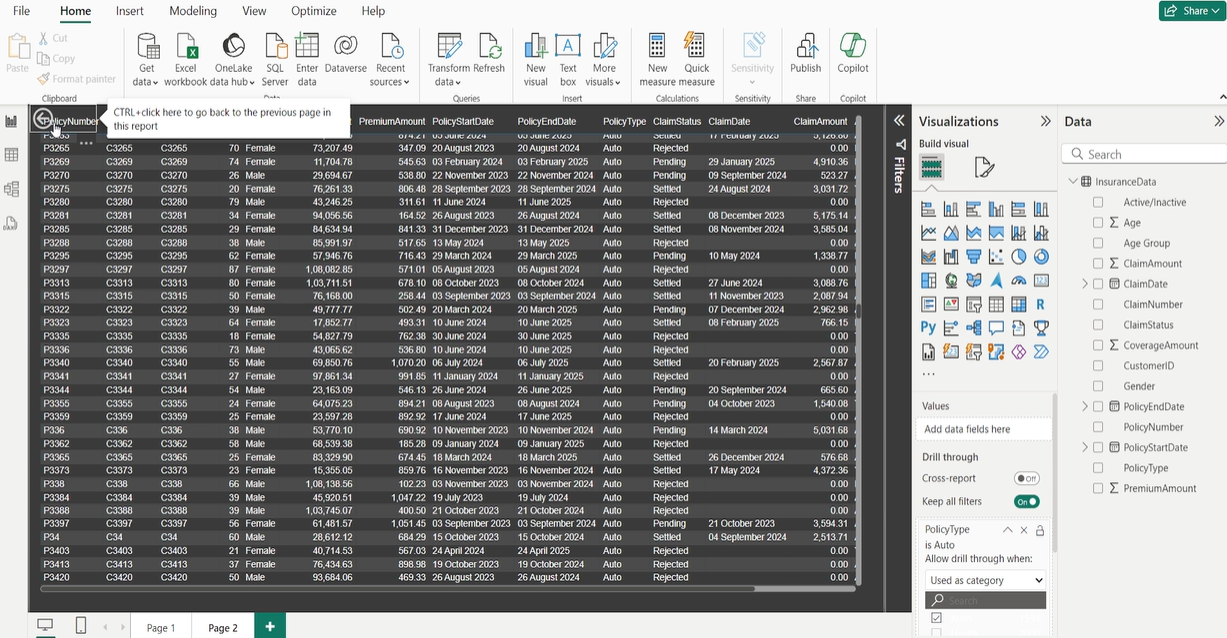 File Home Insert Modeling View Optimize Help Share
Paste Cut Copy Format painter
Get data Excel workbook OneLake data hub SQL Server Enter data Dataverse Recent sources
Transform data Refresh New visual Text box More visuals New measure Quick measure Sensitivity Publish Copilot
Clipboard Queries Insert Calculations Sensitivity Share Copilot
CTRL+click here to go back to the previous page in
this report
PolicyNumber PremiumAmount PolicyStartDate PolicyEndDate PolicyType ClaimStatus ClaimDate ClaimAmount
P3265 C3265 C3265 70 Female 73,207.49 347.09 20 August 2023 20 August 2024 Auto Rejected 0.00
P3269 C3269 C3269 74 Female 11,704.78 545.63 03 February 2024 03 February 2025 Auto Pending 29 January 2025 4,910.36
P3270 C3270 C3270 26 Male 29,694.67 538.80 22 November 2023 22 November 2024 Auto Pending 09 September 2024 523.27
P3275 C3275 C3275 20 Female 76,261.33 806.48 28 September 2023 28 September 2024 Auto Settled 24 August 2024 3,031.72
P3280 C3280 C3280 79 Male 43,246.25 311.61 11 June 2024 11 June 2025 Auto Rejected 0.00
P3281 C3281 C3281 34 Female 94,056.56 164.52 26 August 2023 26 August 2024 Auto Settled 08 December 2023 5,175.14
P3285 C3285 C3285 29 Female 84,634.94 841.33 31 December 2023 31 December 2024 Auto Settled 08 November 2024 3,585.04
P3288 C3288 C3288 38 Male 85,991.97 517.65 13 May 2024 13 May 2025 Auto Rejected 0.00
P3295 C3295 C3295 62 Female 57,946.76 716.43 29 March 2024 29 March 2025 Auto Pending 10 May 2024 1,338.77
P3297 C3297 C3297 87 Female 1,08,082.85 571.01 05 August 2023 05 August 2024 Auto Rejected 0.00
P3313 C3313 C3313 80 Male 1,03,711.51 678.10 08 October 2023 08 October 2024 Auto Settled 27 June 2024 3,088.76
P3315 C3315 C3315 50 Female 76,168.00 258.44 03 September 2023 03 September 2024 Auto Settled 11 November 2023 2,087.94
P3322 C3322 C3322 39 Male 49,777.77 502.49 20 March 2024 20 March 2025 Auto Pending 07 December 2024 2,962.98
P3323 C3323 C3323 64 Female 17,852.77 493.31 10 June 2024 10 June 2025 Auto Settled 08 February 2025 766.15
P3335 C3335 C3335 18 Female 54,827.79 762.38 30 June 2024 30 June 2025 Auto Rejected 0.00
P3336 C3336 C3336 73 Male 43,065.62 536.80 10 June 2024 10 June 2025 Auto Rejected 0.00
P3340 C3340 C3340 55 Male 69,850.76 1,070.20 06 July 2024 06 July 2025 Auto Settled 20 February 2025 2,567.87
P3341 C3341 C3341 27 Female 97,861.34 991.85 11 January 2024 11 January 2025 Auto Rejected 0.00
P3344 C3344 C3344 54 Female 23,163.09 546.13 26 June 2024 26 June 2025 Auto Pending 20 September 2024 665.60
P3355 C3355 C3355 24 Female 64,075.23 894.21 08 August 2023 08 August 2024 Auto Pending 04 October 2023 1,540.08
P3359 C3359 C3359 25 Female 23,597.28 892.92 17 June 2024 17 June 2025 Auto Rejected 0.00
P336 C336 C336 38 Male 53,770.10 690.92 10 November 2023 10 November 2024 Auto Pending 14 March 2024 5,031.68
P3362 C3362 C3362 58 Male 68,539.38 185.28 09 January 2024 09 January 2025 Auto Rejected 0.00
P3365 C3365 C3365 25 Female 83,329.90 674.45 18 March 2024 18 March 2025 Auto Settled 26 December 2024 576.68
P3373 C3373 C3373 23 Female 15,355.05 859.76 16 November 2023 16 November 2024 Auto Settled 17 May 2024 4,372.36
P338 C338 C338 66 Female 1,08,138.56 102.23 03 November 2023 03 November 2024 Auto Rejected 0.00
P3384 C3384 C3384 39 Male 45,920.51 1,047.22 19 July 2023 19 July 2024 Auto Rejected 0.00
P3388 C3388 C3388 39 Male 1,03,745.07 400.50 21 October 2023 21 October 2024 Auto Rejected 0.00
P3397 C3397 C3397 56 Female 61,481.57 1,051.45 03 September 2023 03 September 2024 Auto Pending 21 October 2023 3,594.31
P34 C34 C34 60 Male 28,612.12 684.29 15 October 2023 15 October 2024 Auto Settled 04 September 2024 2,513.71
P3403 C3403 C3403 21 Female 40,714.53 567.03 24 April 2024 24 April 2025 Auto Rejected 0.00
P3413 C3413 C3413 37 Female 76,434.63 898.98 19 October 2023 19 October 2024 Auto Rejected 0.00
P3420 C3420 C3420 50 Male 93,684.06 469.33 26 August 2023 26 August 2024 Auto Rejected 0.00
Page 1 Page 2
Filters
Visualizations
Build visual
Values
Add data fields here
Drill through
Cross-report Off
Keep all filters On
PolicyType
is Auto
Allow drill through when:
Used as category
Search
Data
Search
InsuranceData
Active/Inactive
Age
Age Group
ClaimAmount
ClaimDate
ClaimNumber
ClaimStatus
CoverageAmount
CustomerID
Gender
PolicyEndDate
PolicyNumber
PolicyStartDate
PolicyType
PremiumAmount